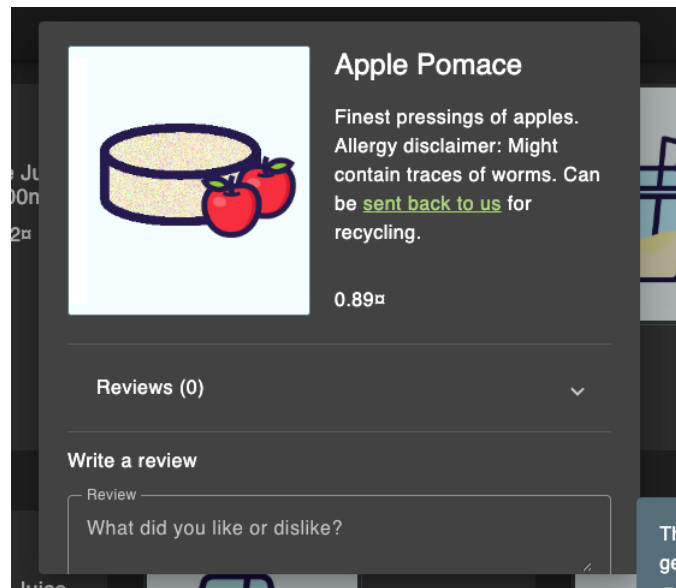 Apple Pomace
Finest pressings of apples.
Allergy disclaimer: Might
contain traces of worms. Can
be sent back to us for
recycling.
0.89¤
Reviews (0)
Write a review
Review
What did you like or dislike?